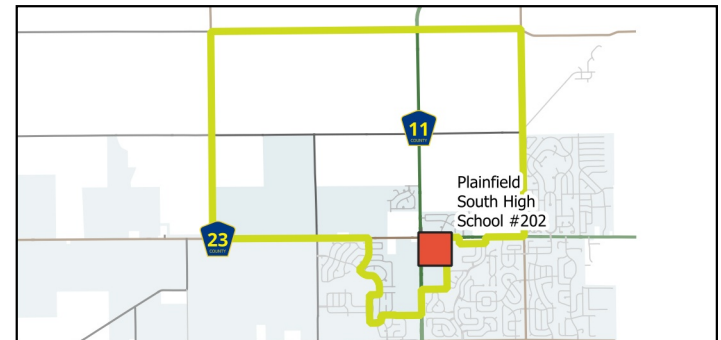 11
COUNTY
Plainfield
South High
School #202
23
COUNTY